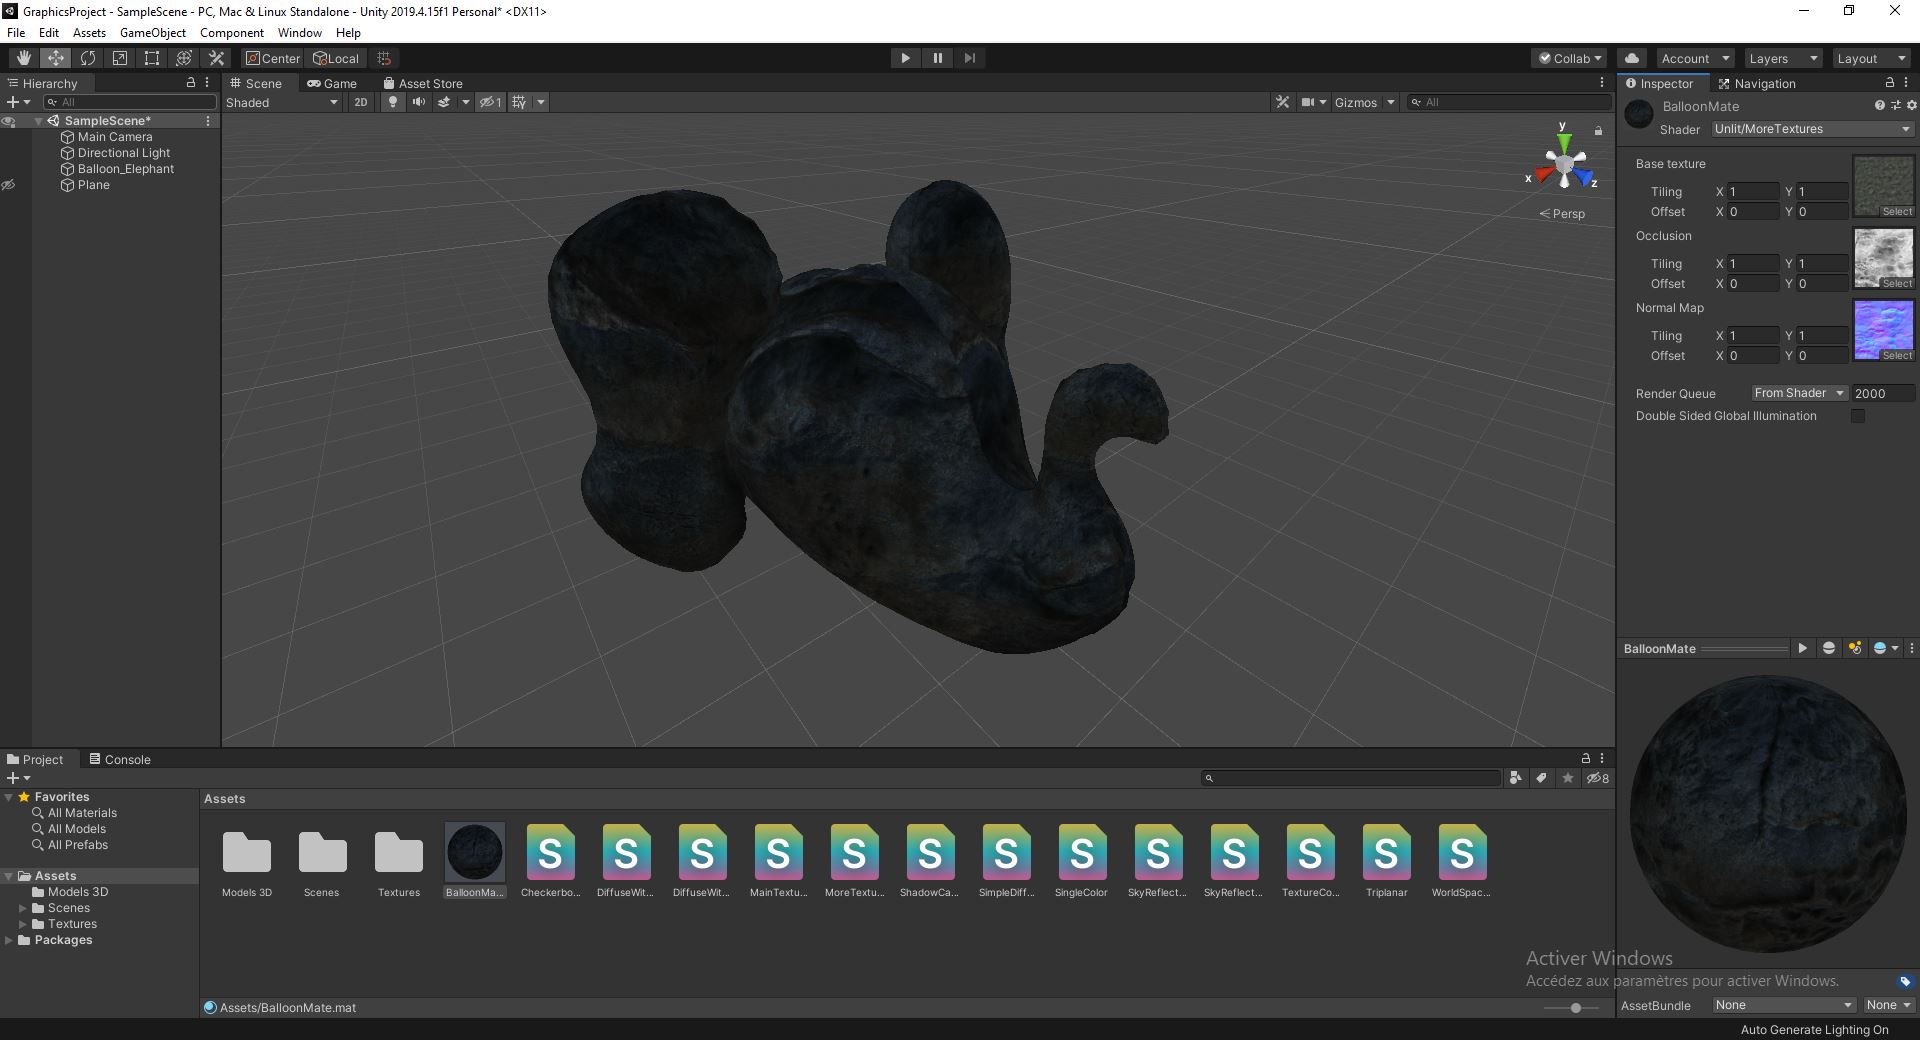 GraphicsProject - SampleScene - PC, Mac & Linux Standalone - Unity 2019.4.15f1 Personal* <DX11>
File Edit Assets GameObject Component Window Help
Center Local Collab Account Layers Layout
Hierarchy Scene Game Asset Store Inspector Navigation
All Shaded 2D 1 Gizmos All
SampleScene*
Main Camera
Directional Light
Balloon_Elephant
Plane
y
x
z
Persp
BalloonMate
Shader Unlit/MoreTextures
Base texture
Tiling X 1 Y 1
Offset X 0 Y 0 Select
Occlusion
Tiling X 1 Y 1
Offset X 0 Y 0 Select
Normal Map
Tiling X 1 Y 1
Offset X 0 Y 0 Select
Render Queue From Shader 2000
Double Sided Global Illumination
BalloonMate
Project Console
8
Favorites
All Materials
All Models
All Prefabs
Assets
Models 3D
Scenes
Textures
Packages
Assets
S S S S S S S S S S S S S
Models 3D Scenes Textures BalloonMa... Checkerbo... DiffuseWit... DiffuseWit... MainTextu... MoreTextu... ShadowCa... SimpleDiff... SingleColor SkyReflect... SkyReflect... TextureCo... Triplanar WorldSpac...
Assets/BalloonMate.mat
Activer Windows
Accédez aux paramètres pour activer Windows.
AssetBundle None None
Auto Generate Lighting On